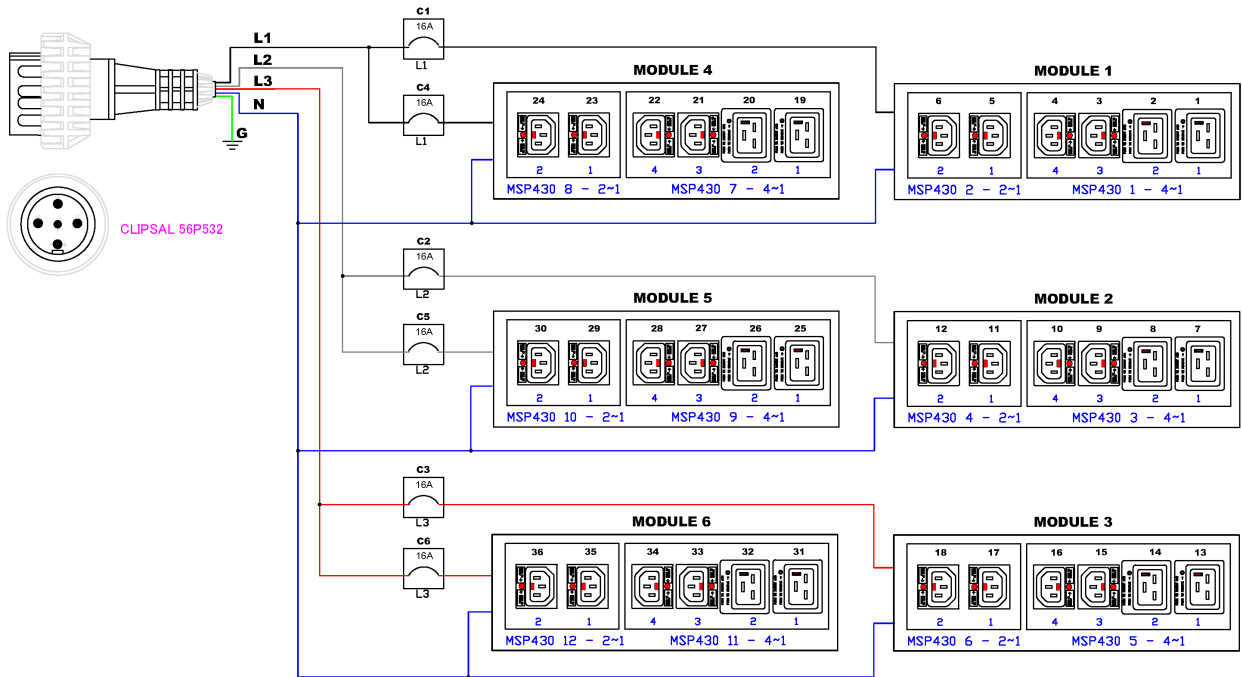 C1
16A
L1
L1
L2
L3
N
G
C4
16A
L1
MODULE 4
24 23 22 21 20 19
2 1 4 3 2 1
MSP430 8 - 2~1 MSP430 7 - 4~1
MODULE 1
6 5 4 3 2 1
2 1 4 3 2 1
MSP430 2 - 2~1 MSP430 1 - 4~1
CLIPSAL 56P532
C2
16A
L2
C5
16A
L2
MODULE 5
30 29 28 27 26 25
2 1 4 3 2 1
MSP430 10 - 2~1 MSP430 9 - 4~1
MODULE 2
12 11 10 9 8 7
2 1 4 3 2 1
MSP430 4 - 2~1 MSP430 3 - 4~1
C3
16A
L3
C6
16A
L3
MODULE 6
36 35 34 33 32 31
2 1 4 3 2 1
MSP430 12 - 2~1 MSP430 11 - 4~1
MODULE 3
18 17 16 15 14 13
2 1 4 3 2 1
MSP430 6 - 2~1 MSP430 5 - 4~1